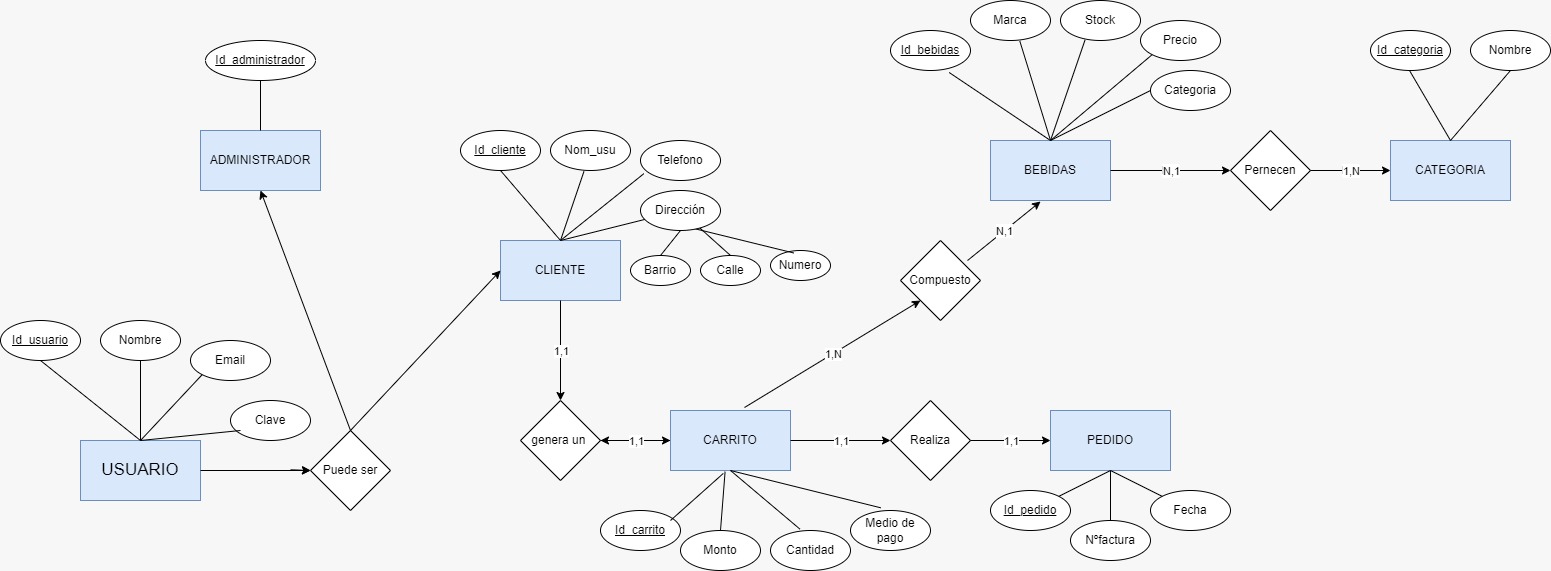 Marca
Stock
Id_bebidas
Precio
Id_categoria
Nombre
Categoria
Id_administrador
ADMINISTRADOR
Id_cliente
Nom_usu
Telefono
BEBIDAS
N,1
Pernecen
1,N
CATEGORIA
Dirección
CLIENTE
Barrio
Calle
Numero
N,1
Compuesto
Id_usuario
Nombre
Email
1,1
1,N
Clave
USUARIO
Puede ser
genera un
1,1
CARRITO
1,1
Realiza
1,1
PEDIDO
Id_carrito
Monto
Cantidad
Medio de
pago
Id_pedido
Nºfactura
Fecha